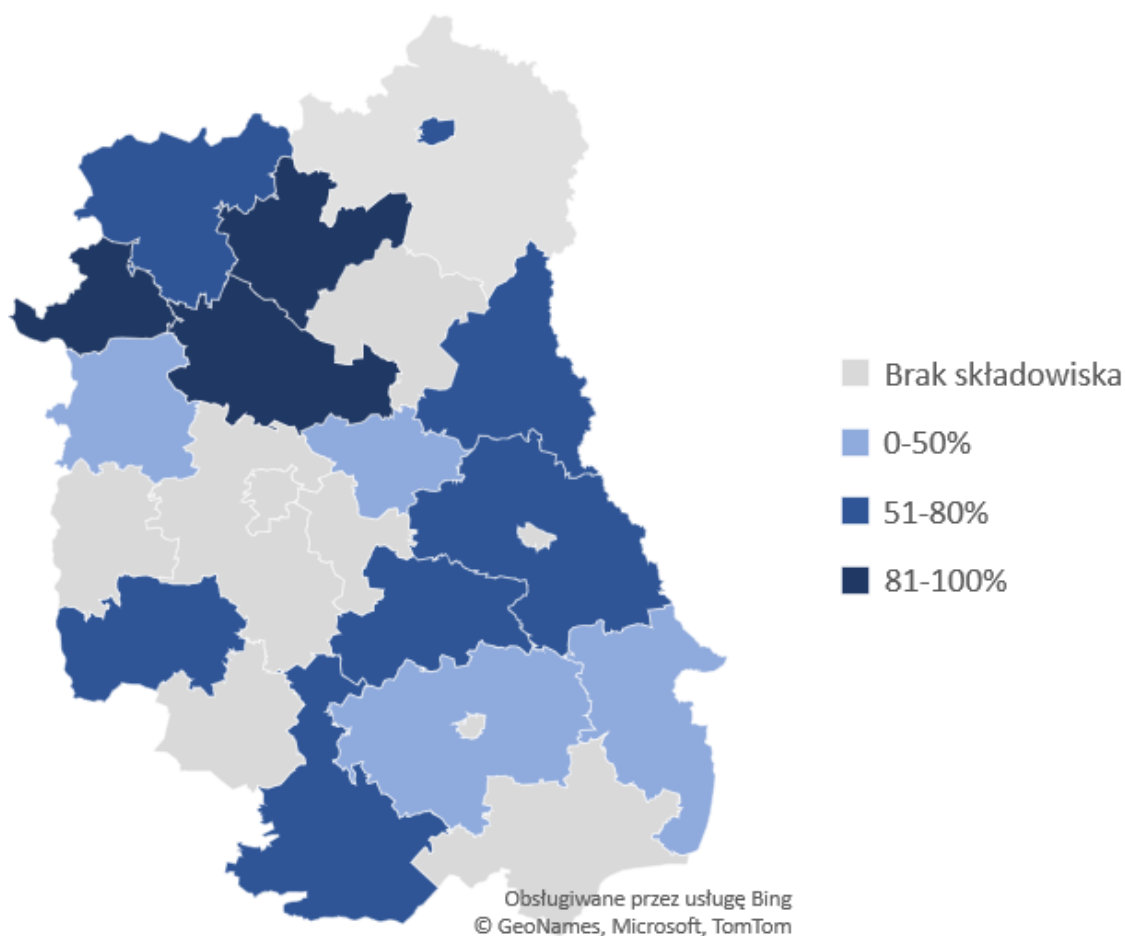 Brak składowiska
0-50%
51-80%
81-100%
Obsługiwane przez usługę Bing
© GeoNames, Microsoft, TomTom